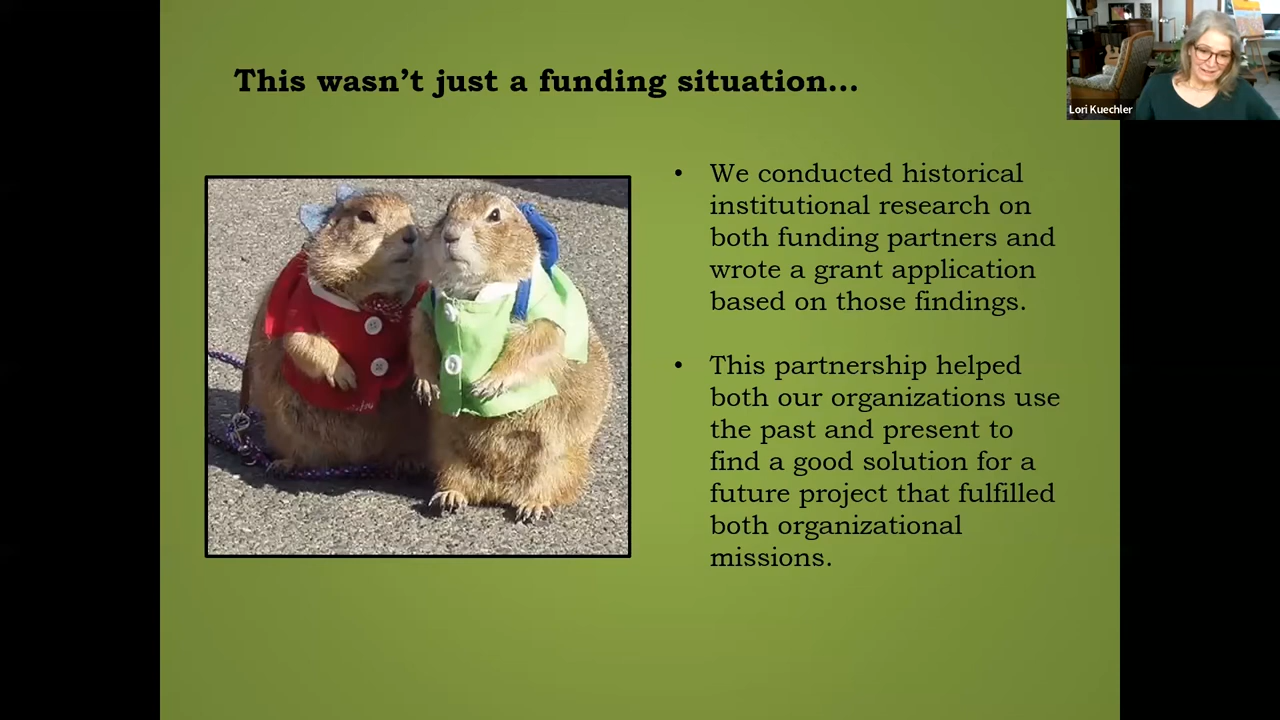 This wasn’t just a funding situation…
Lori Kuechler
• We conducted historical
institutional research on
both funding partners and
wrote a grant application
based on those findings.
• This partnership helped
both our organizations use
the past and present to
find a good solution for a
future project that fulfilled
both organizational
missions.